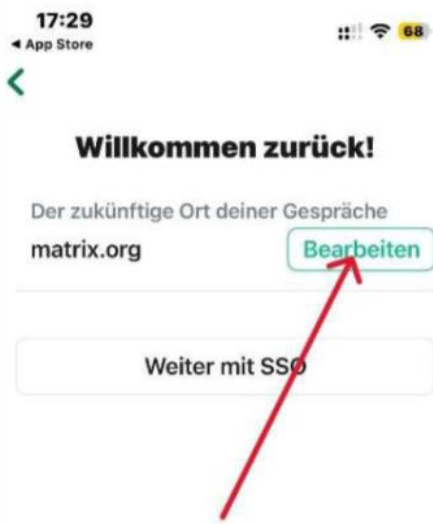 17:29
◀ App Store
68
Willkommen zurück!
Der zukünftige Ort deiner Gespräche
matrix.org
Bearbeiten
Weiter mit SSO